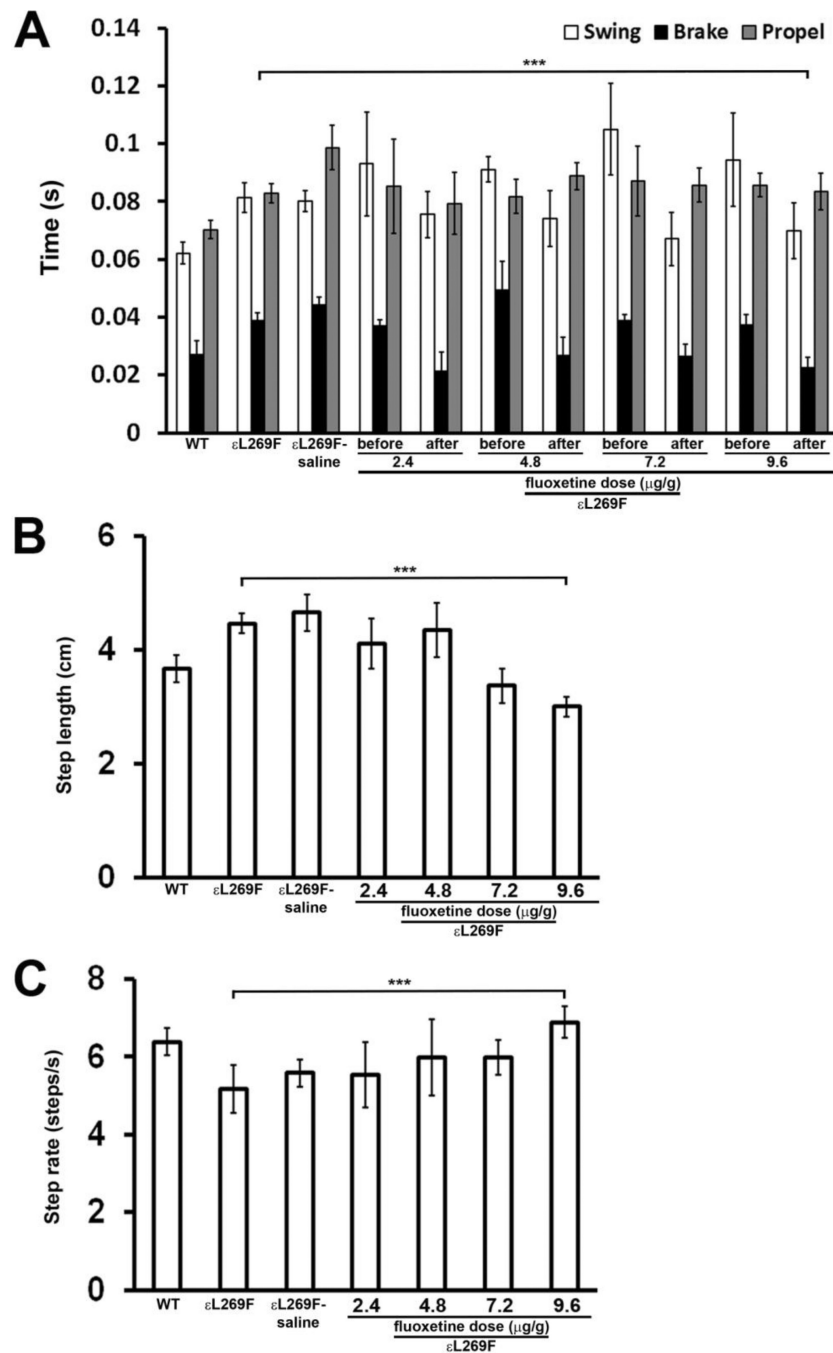 A
0.14
Swing Brake Propel
***
0.12
0.1
0.08
0.06
0.04
0.02
0
Time (s)
WT εL269F εL269F- before after before after before after before after
saline 2.4 4.8 7.2 9.6
fluoxetine dose (μg/g)
εL269F
B
6
***
4
2
0
Step length (cm)
WT εL269F εL269F- 2.4 4.8 7.2 9.6
saline fluoxetine dose (μg/g)
εL269F
C
8
***
6
4
2
0
Step rate (steps/s)
WT εL269F εL269F- 2.4 4.8 7.2 9.6
saline fluoxetine dose (μg/g)
εL269F